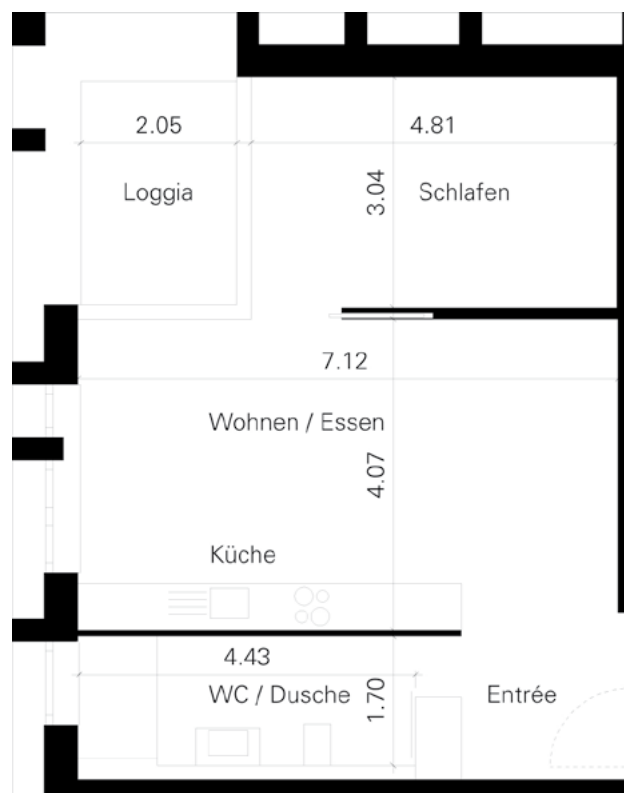 2.05
4.81
Loggia
3.04
Schlafen
7.12
Wohnen / Essen
4.07
Küche
4.43
WC / Dusche
1.70
Entrée